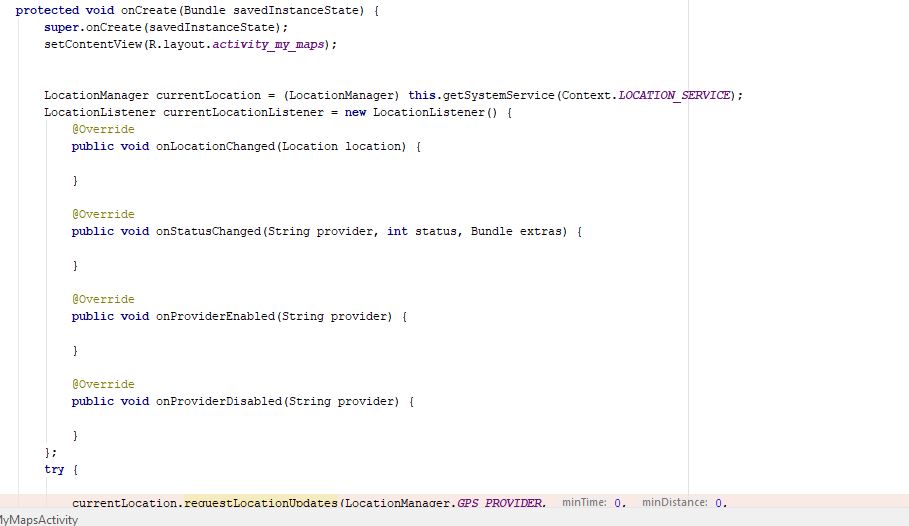 protected void onCreate(Bundle savedInstanceState) {
super.onCreate(savedInstanceState);
setContentView(R.layout.activity_my_maps);
LocationManager currentLocation = (LocationManager) this.getSystemService(Context.LOCATION_SERVICE);
LocationListener currentLocationListener = new LocationListener() {
@Override
public void onLocationChanged(Location location) {
}
@Override
public void onStatusChanged(String provider, int status, Bundle extras) {
}
@Override
public void onProviderEnabled(String provider) {
}
@Override
public void onProviderDisabled(String provider) {
}
};
try {
currentLocation.requestLocationUpdates(LocationManager.GPS_PROVIDER, minTime: 0, minDistance: 0,
MyMapsActivity